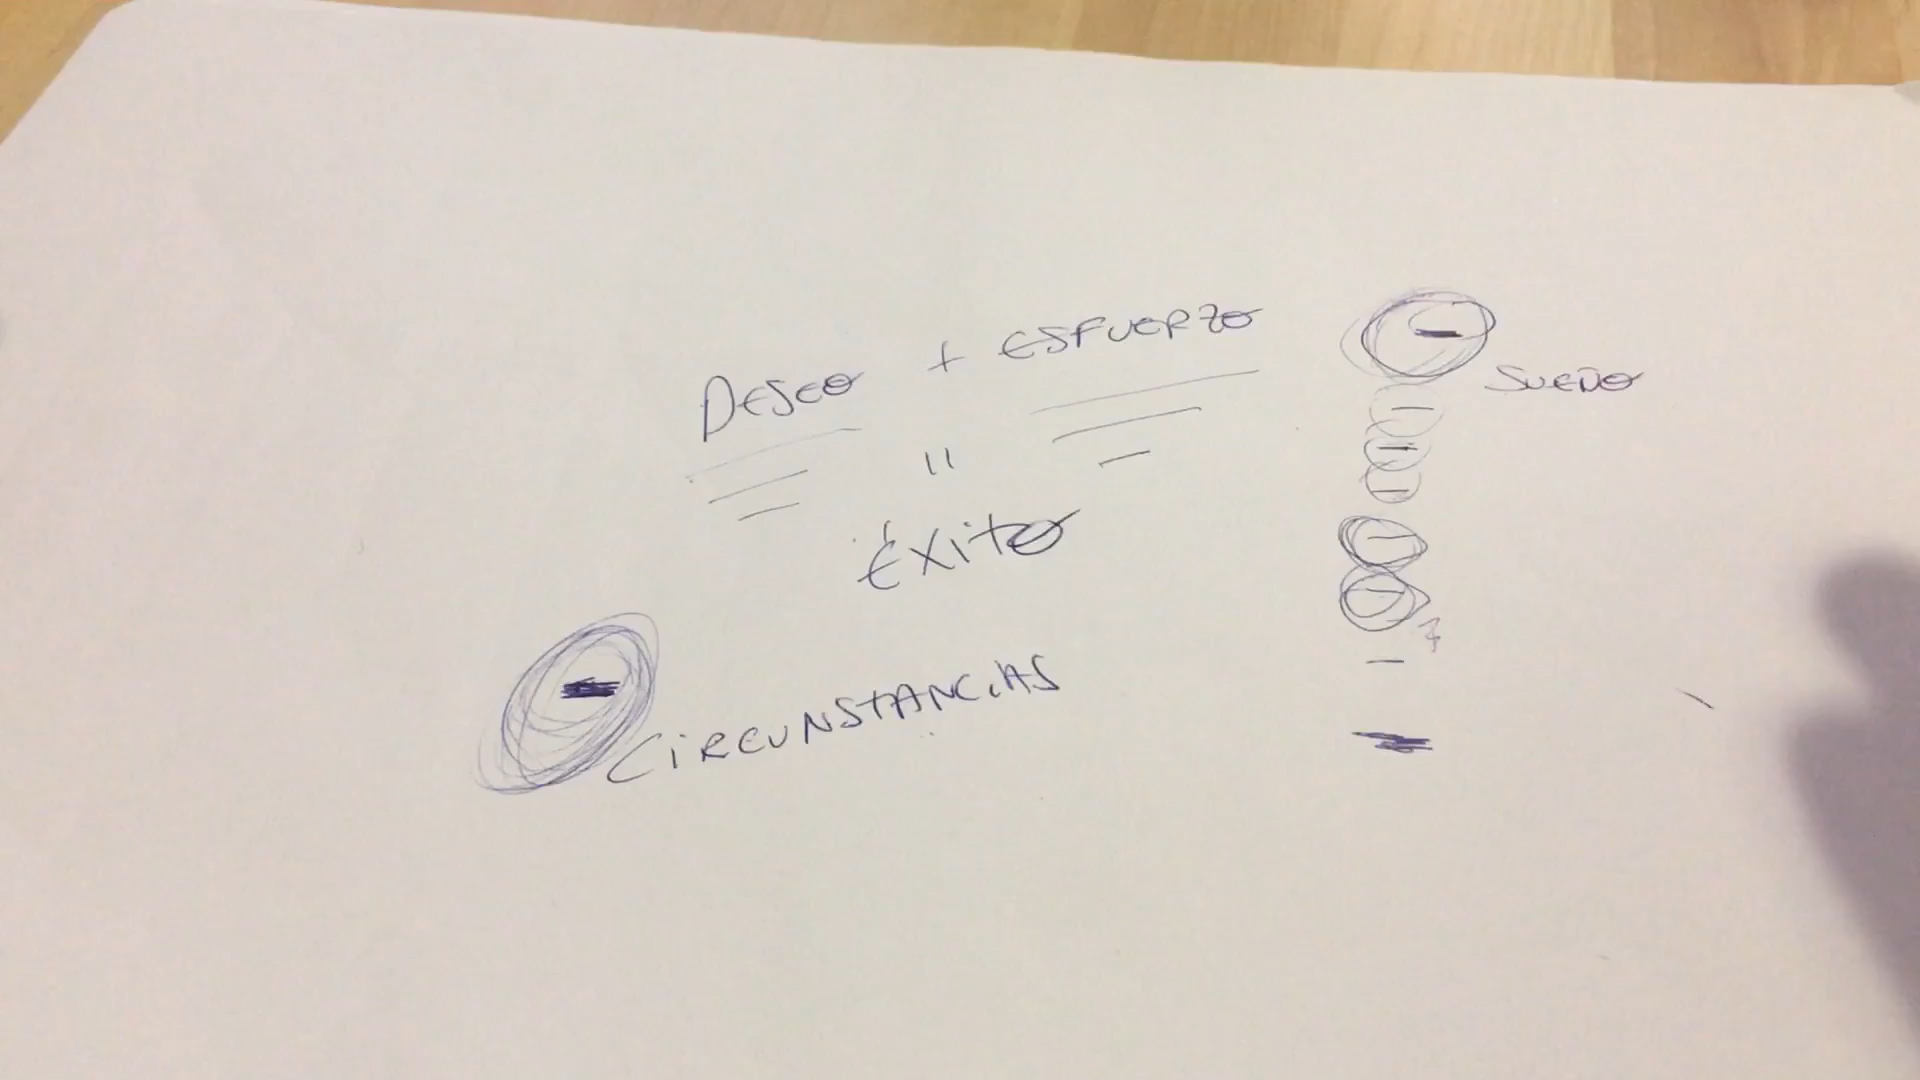 Deseo + ESFUERZO
SUEÑO
=
Éxito
CIRCUNSTANCIAS